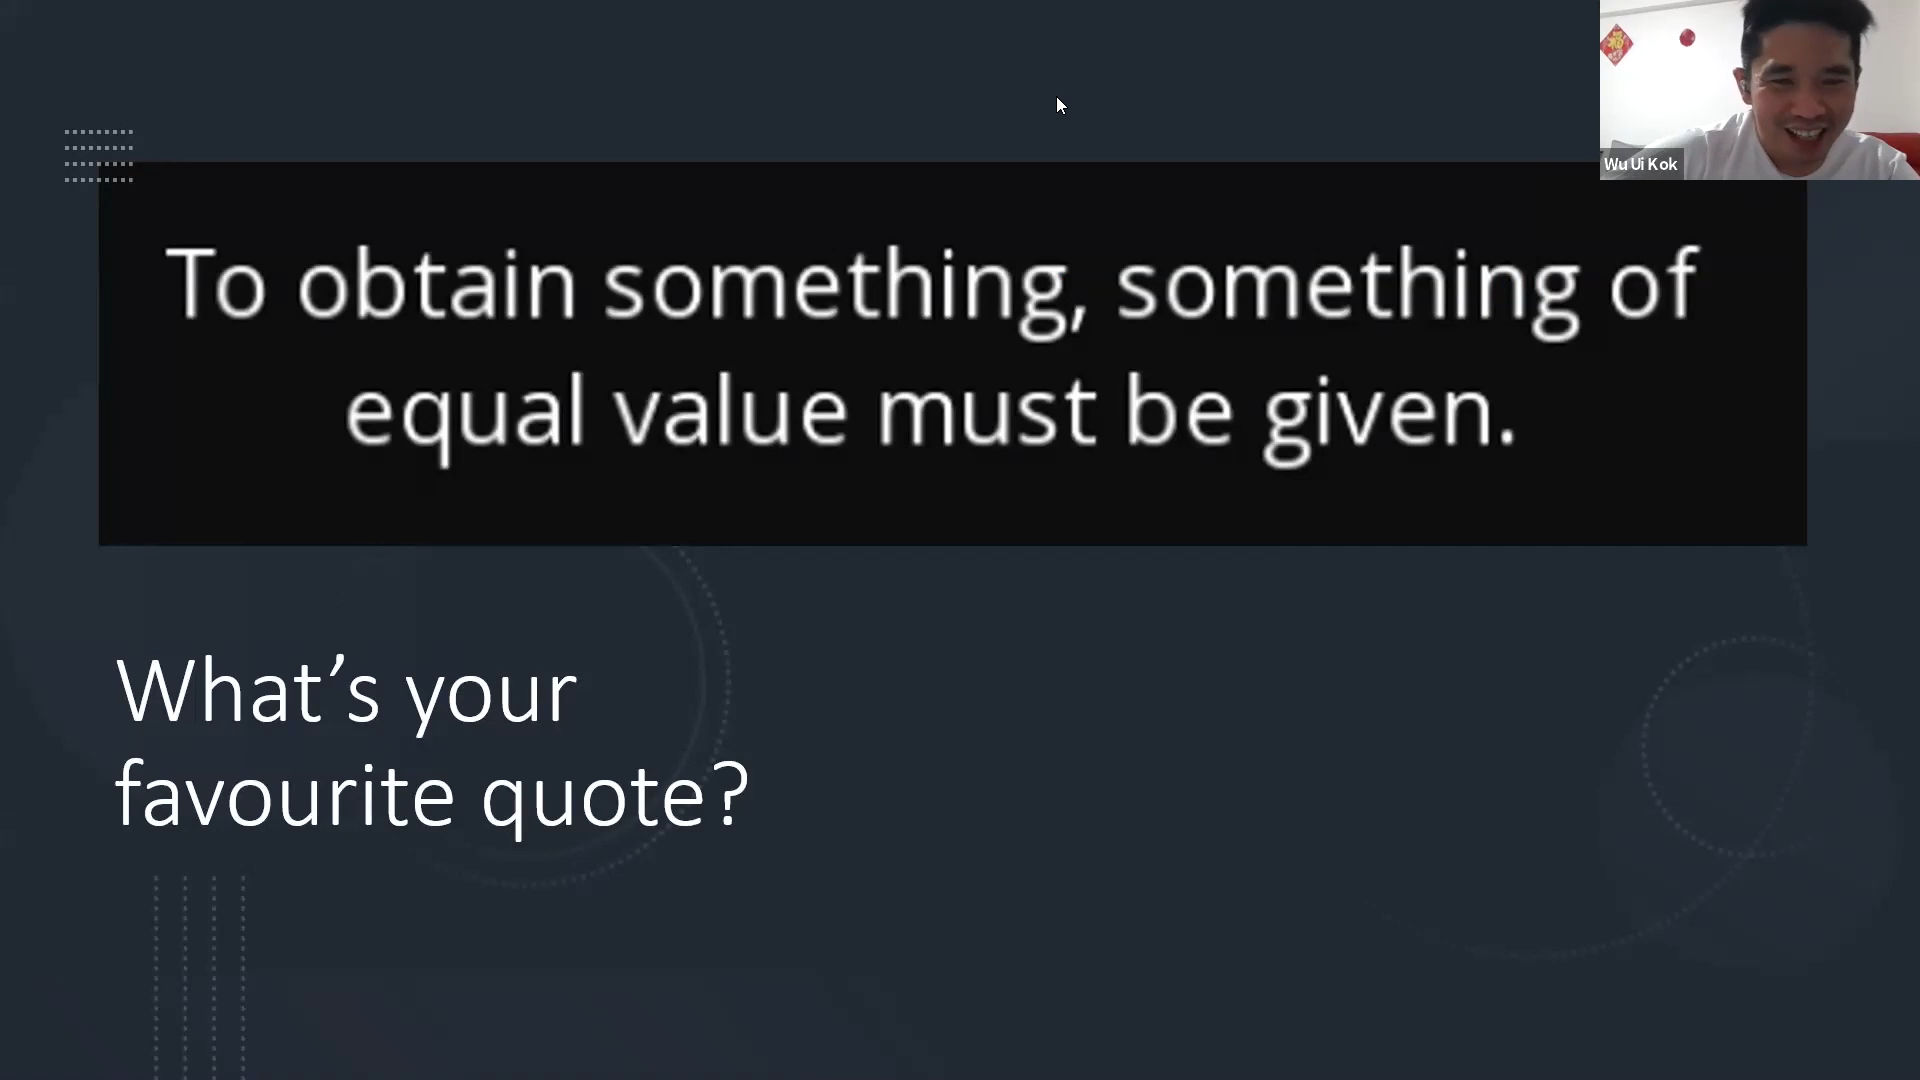 Wu Ui Kok
To obtain something, something of
equal value must be given.
What’s your
favourite quote?